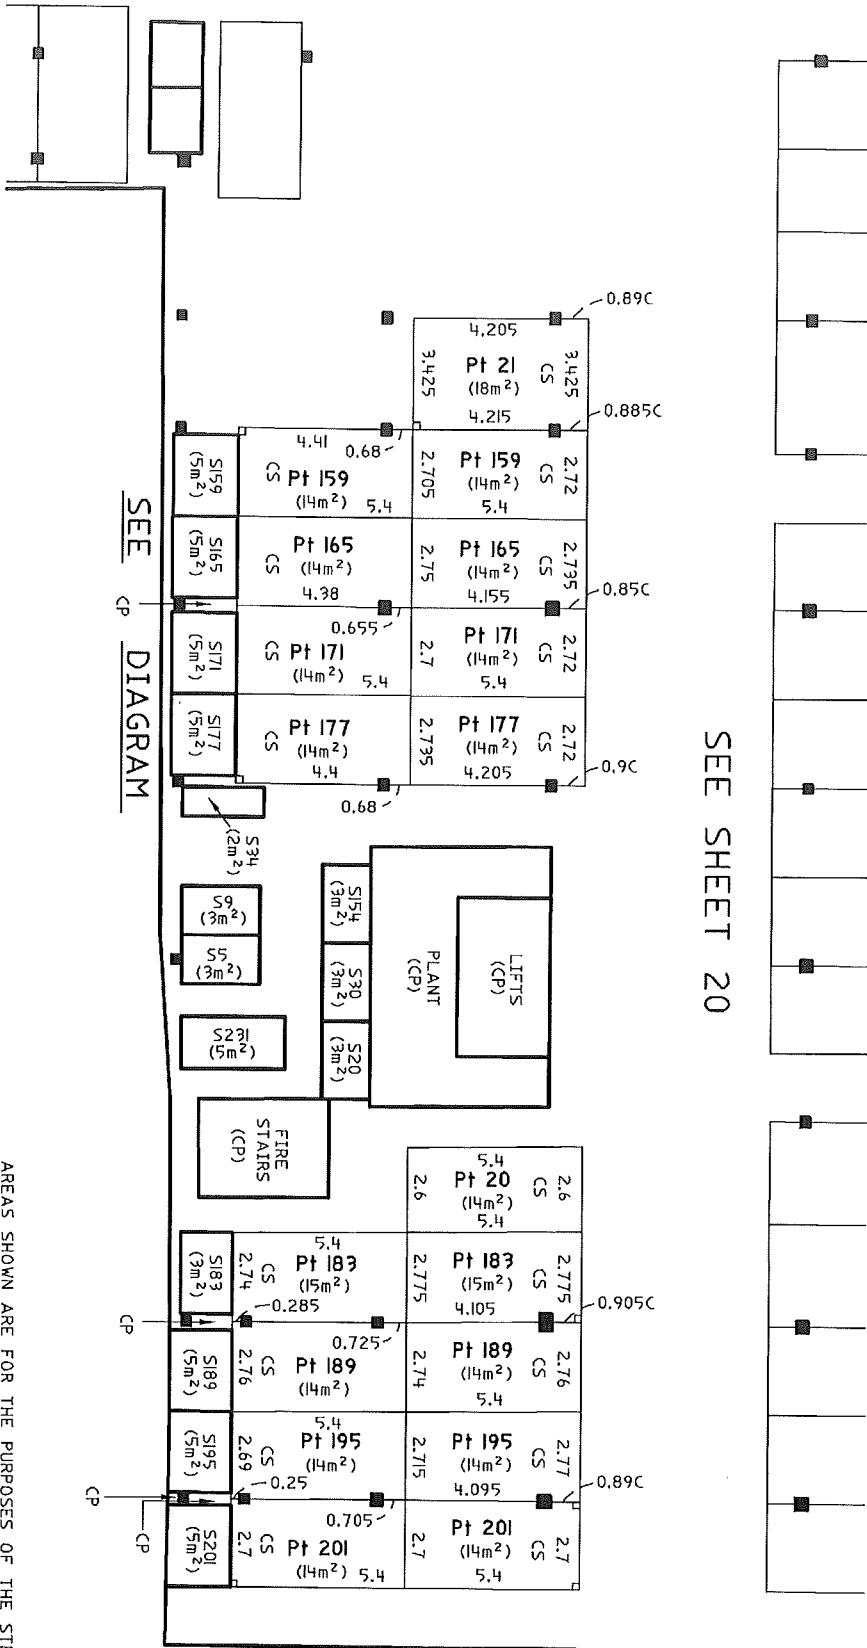 0.89C
4.205
3.425
Pt 21
(18m²)
CS
3.425
4.215
0.885C
4.41
0.68
CS
Pt 159
(14m²)
5.4
2.705
Pt 159
(14m²)
5.4
CS
2.72
S159
(5m²)
CS
Pt 165
(14m²)
4.38
2.75
Pt 165
(14m²)
4.155
CS
2.735
S165
(5m²)
0.85C
CP
0.655
CS
Pt 171
(14m²)
5.4
2.7
Pt 171
(14m²)
5.4
CS
2.72
S171
(5m²)
CS
Pt 177
(14m²)
4.4
2.735
Pt 177
(14m²)
4.205
CS
2.72
S177
(5m²)
0.9C
0.68
SEE DIAGRAM
SEE SHEET 20
S34
(2m²)
S9
(3m²)
S5
(3m²)
S231
(5m²)
S154
(3m²)
S30
(3m²)
S20
(3m²)
PLANT
(CP)
LIFTS
(CP)
FIRE
STAIRS
(CP)
5.4
2.6
Pt 20
(14m²)
5.4
CS
2.6
S183
(3m²)
5.4
2.74
CS
Pt 183
(15m²)
2.775
Pt 183
(15m²)
4.105
CS
2.775
0.905C
0.285
CP
0.725
S189
(5m²)
2.76
CS
Pt 189
(14m²)
2.74
Pt 189
(14m²)
5.4
CS
2.76
S195
(5m²)
5.4
2.69
CS
Pt 195
(14m²)
2.715
Pt 195
(14m²)
4.095
CS
2.77
0.89C
0.25
CP
CP
0.705
S201
(5m²)
2.7
CS
Pt 201
(14m²)
5.4
2.7
Pt 201
(14m²)
5.4
CS
2.7
AREAS SHOWN ARE FOR THE PURPOSES OF THE